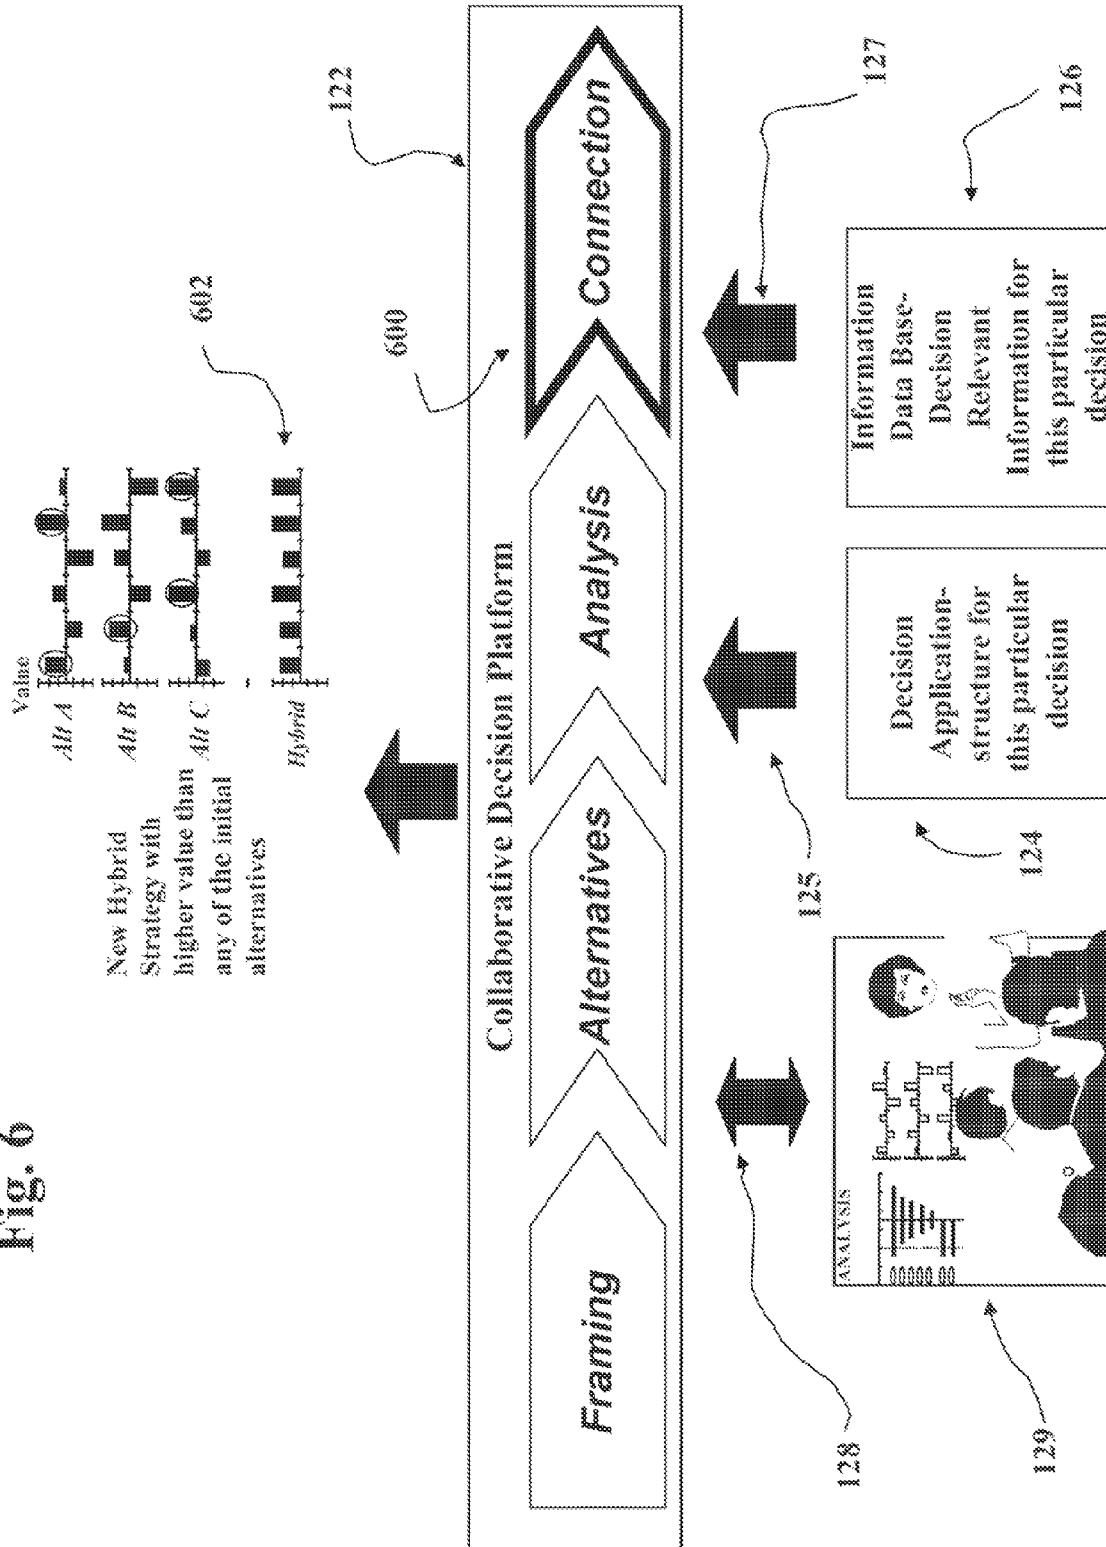 Fig. 6
New Hybrid
Strategy with
higher value than
any of the initial
alternatives
Value
Alt A
Alt B
Alt C
Hybrid
602
122
600
Collaborative Decision Platform
Framing
Alternatives
Analysis
Connection
128
125
127
129
ANALYSIS
124
Decision
Application-
structure for
this particular
decision
126
Information
Data Base-
Decision
Relevant
Information for
this particular
decision